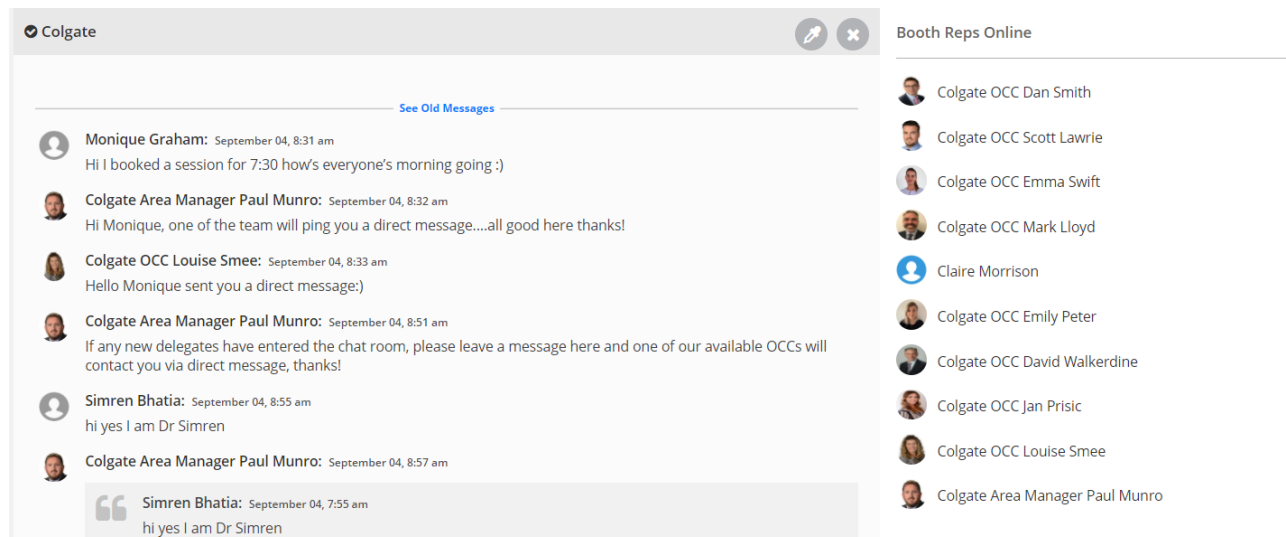 Colgate
See Old Messages
Monique Graham: September 04, 8:31 am
Hi I booked a session for 7:30 how's everyone's morning going :)
Colgate Area Manager Paul Munro: September 04, 8:32 am
Hi Monique, one of the team will ping you a direct message....all good here thanks!
Colgate OCC Louise Smee: September 04, 8:33 am
Hello Monique sent you a direct message:)
Colgate Area Manager Paul Munro: September 04, 8:51 am
If any new delegates have entered the chat room, please leave a message here and one of our available OCCs will
contact you via direct message, thanks!
Simren Bhatia: September 04, 8:55 am
hi yes I am Dr Simren
Colgate Area Manager Paul Munro: September 04, 8:57 am
Simren Bhatia: September 04, 7:55 am
hi yes I am Dr Simren
Booth Reps Online
Colgate OCC Dan Smith
Colgate OCC Scott Lawrie
Colgate OCC Emma Swift
Colgate OCC Mark Lloyd
Claire Morrison
Colgate OCC Emily Peter
Colgate OCC David Walkerdine
Colgate OCC Jan Prisic
Colgate OCC Louise Smee
Colgate Area Manager Paul Munro